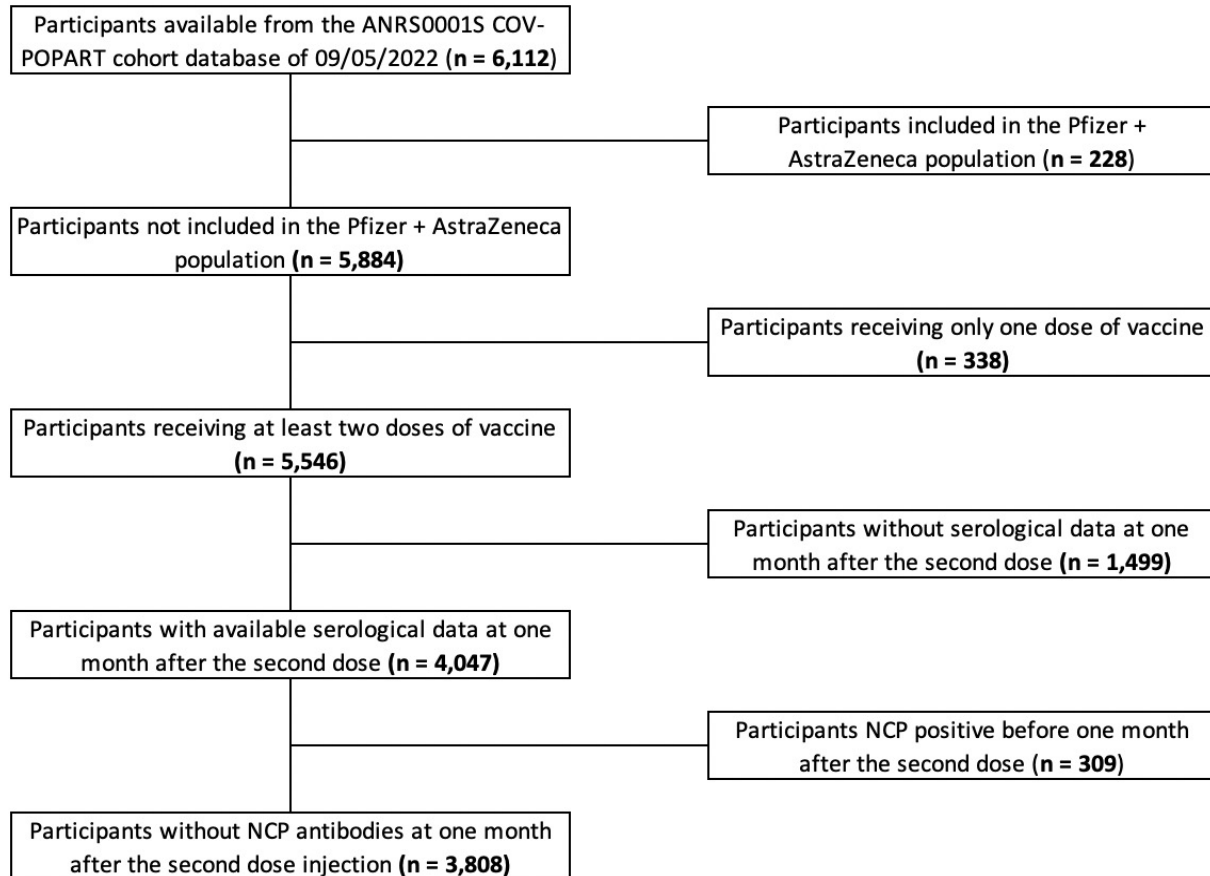 Participants available from the ANRS0001S COV-
POPART cohort database of 09/05/2022 (n = 6,112)
Participants included in the Pfizer +
AstraZeneca population (n = 228)
Participants not included in the Pfizer + AstraZeneca
population (n = 5,884)
Participants receiving only one dose of vaccine
(n = 338)
Participants receiving at least two doses of vaccine
(n = 5,546)
Participants without serological data at one
month after the second dose (n = 1,499)
Participants with available serological data at one
month after the second dose (n = 4,047)
Participants NCP positive before one month
after the second dose (n = 309)
Participants without NCP antibodies at one month
after the second dose injection (n = 3,808)